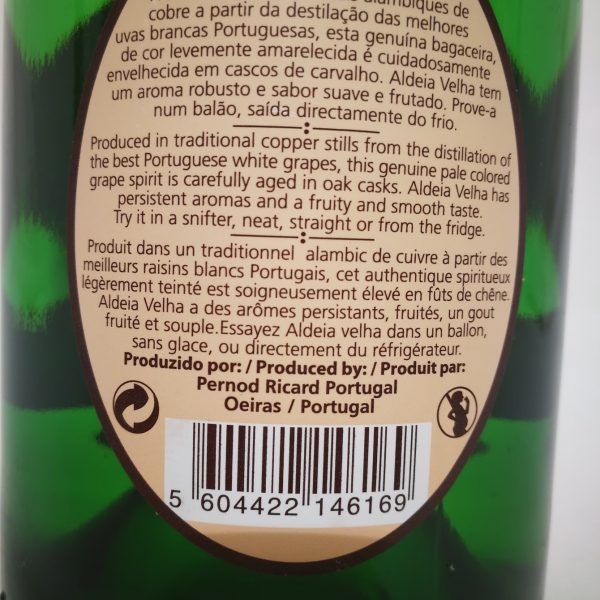 alambiques de
cobre a partir da destilação das melhores
uvas brancas Portuguesas, esta genuína bagaceira,
de cor levemente amarelecida é cuidadosamente
envelhecida em cascos de carvalho. Aldeia Velha tem
um aroma robusto e sabor suave e frutado. Prove-a
num balão, saída directamente do frio.
Produced in traditional copper stills from the distillation of
the best Portuguese white grapes, this genuine pale colored
grape spirit is carefully aged in oak casks. Aldeia Velha has
persistent aromas and a fruity and smooth taste.
Try it in a snifter, neat, straight or from the fridge.
Produit dans un traditionnel alambic de cuivre à partir des
meilleurs raisins blancs Portugais, cet authentique spiritueux
légèrement teinté est soigneusement élevé en fûts de chêne.
Aldeia Velha a des arômes persistants, fruités, un gout
fruité et souple.Essayez Aldeia velha dans un ballon,
sans glace, ou directement du réfrigérateur.
Produzido por: / Produced by: / Produit par:
Pernod Ricard Portugal
Oeiras / Portugal
5 604422 146169